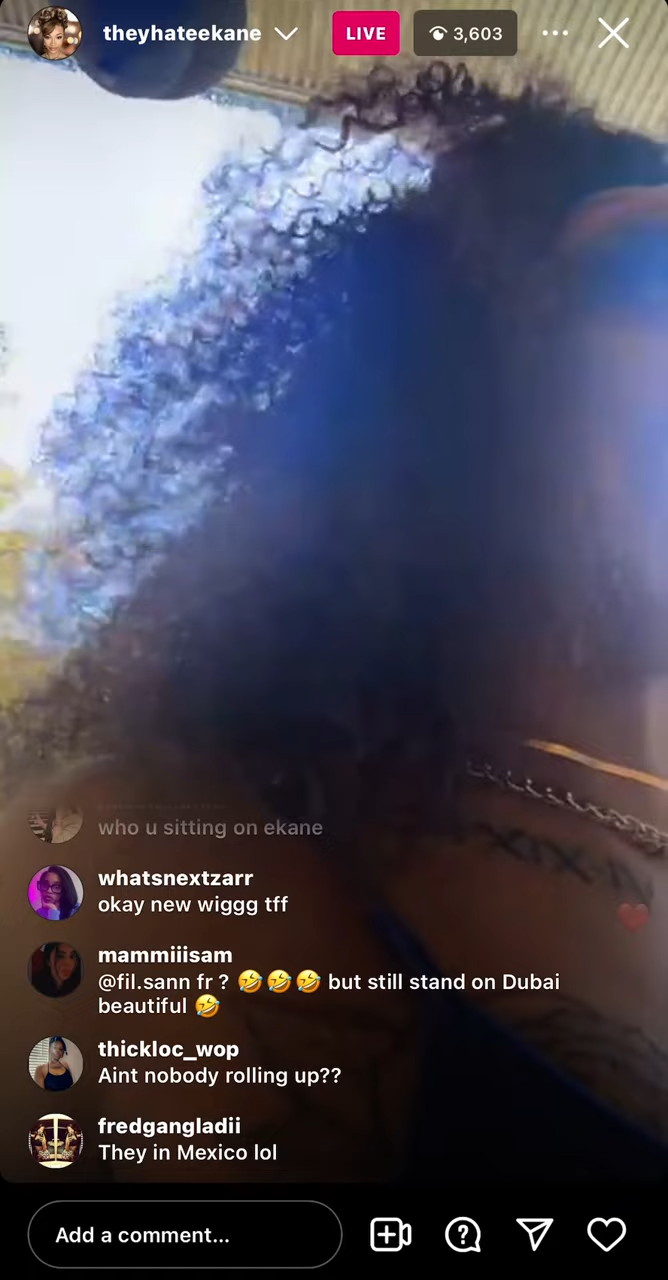 theyhateekane
LIVE
3,603
who u sitting on ekane
whatsnextzarr
okay new wiggg tff
mammiiisam
@fil.sann fr ? 🤣🤣🤣 but still stand on Dubai
beautiful 🤣
thickloc_wop
Aint nobody rolling up??
fredgangladii
They in Mexico lol
Add a comment...